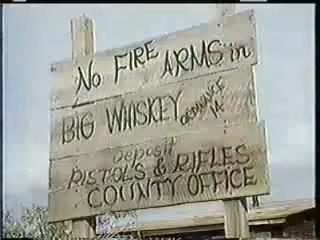 No FIRE ARMS in
BIG WHISKEY ORDINANCE 14
Deposit
PISTOLS & RIFLES
COUNTY OFFICE